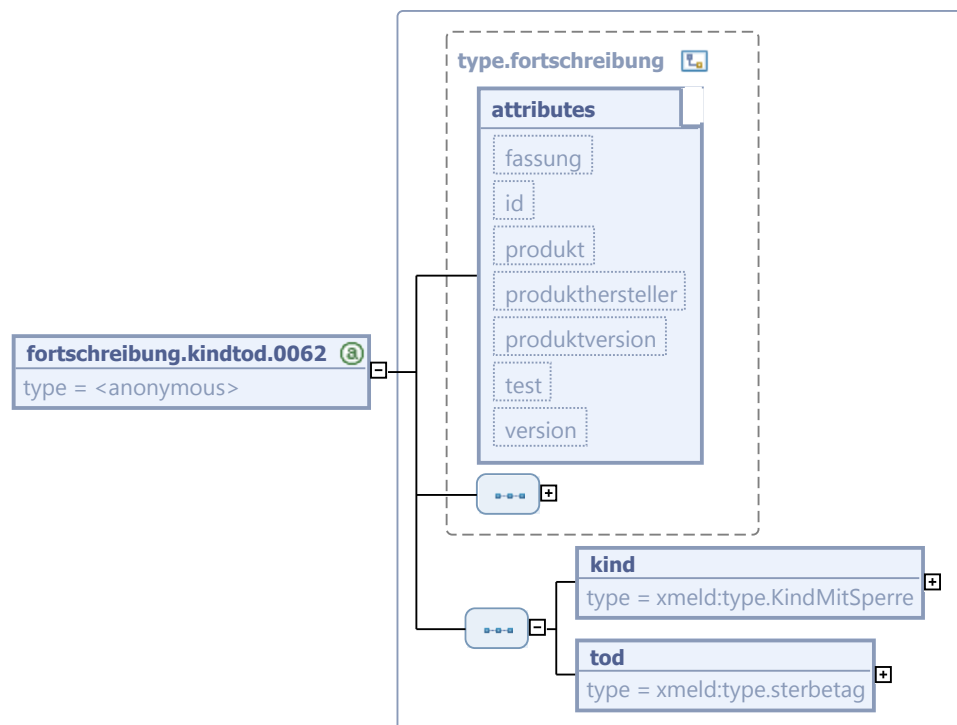 type.fortschreibung
attributes
fassung
id
produkt
produkthersteller
produktversion
test
version
fortschreibung.kindtod.0062
type = <anonymous>
kind
type = xmeld:type.KindMitSperre
tod
type = xmeld:type.sterbetag